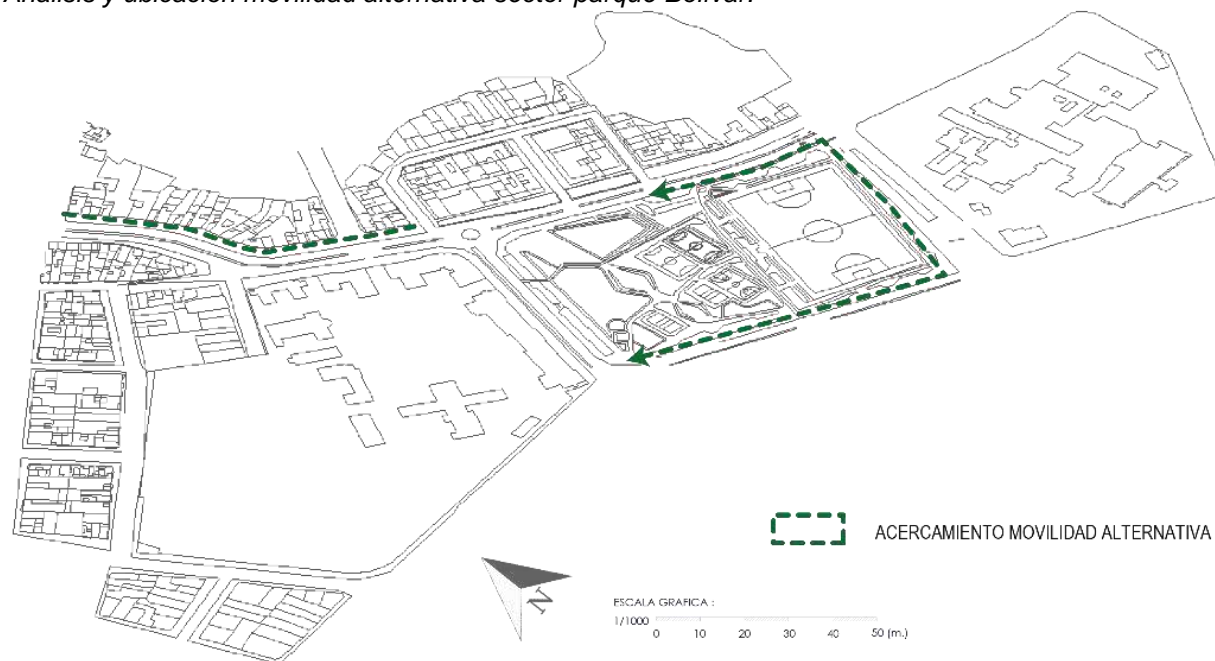 Análisis y ubicación movilidad alternativa sector parque Bolívar.
ACERCAMIENTO MOVILIDAD ALTERNATIVA
N
ESCALA GRAFICA :
1/1000
0 10 20 30 40 50 (m.)